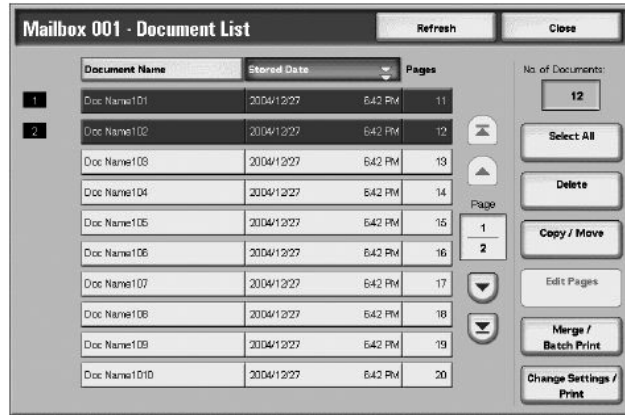 Mailbox 001 - Document List Refresh Close
Document Name Stored Date Pages No. of Documents:
12
1 Doc Name101 2004/12/27 6:42 PM 11
2 Doc Name102 2004/12/27 6:42 PM 12 Select All
Doc Name103 2004/12/27 6:42 PM 13
Doc Name104 2004/12/27 6:42 PM 14 Delete
Page
Doc Name105 2004/12/27 6:42 PM 15 1 Copy / Move
Doc Name106 2004/12/27 6:42 PM 16 2
Doc Name107 2004/12/27 6:42 PM 17 Edit Pages
Doc Name108 2004/12/27 6:42 PM 18
Merge /
Batch Print
Doc Name109 2004/12/27 6:42 PM 19
Doc Name1010 2004/12/27 6:42 PM 20
Change Settings /
Print